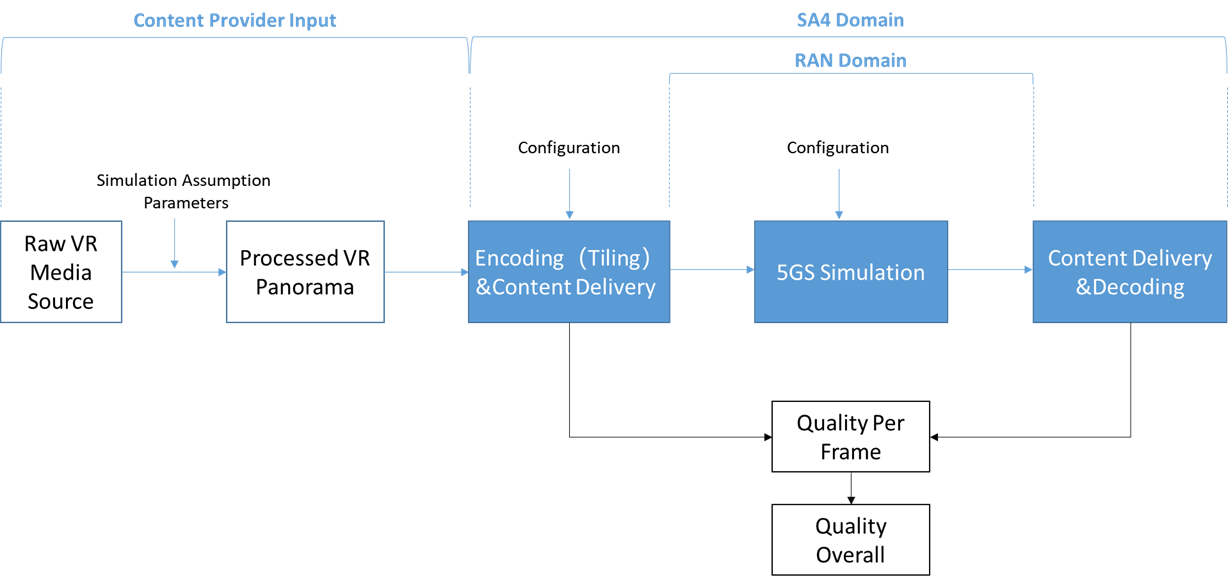 Content Provider Input
SA4 Domain
RAN Domain
Configuration
Configuration
Simulation Assumption
Parameters
Raw VR
Media
Source
Processed VR
Panorama
Encoding（Tiling）
&Content Delivery
5GS Simulation
Content Delivery
&Decoding
Quality Per
Frame
Quality
Overall